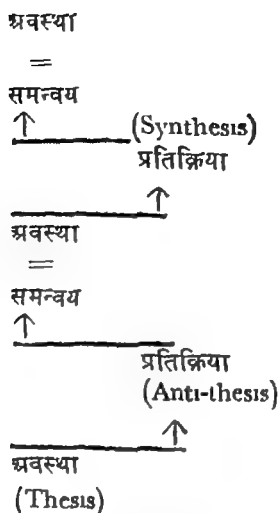 अवस्था
=
समन्वय
↑
(Synthesis)
प्रतिक्रिया
↑
अवस्था
=
समन्वय
↑
प्रतिक्रिया
(Anti-thesis)
↑
अवस्था
(Thesis)